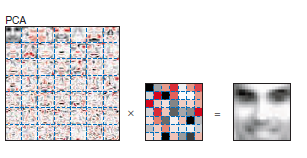 PCA
× =